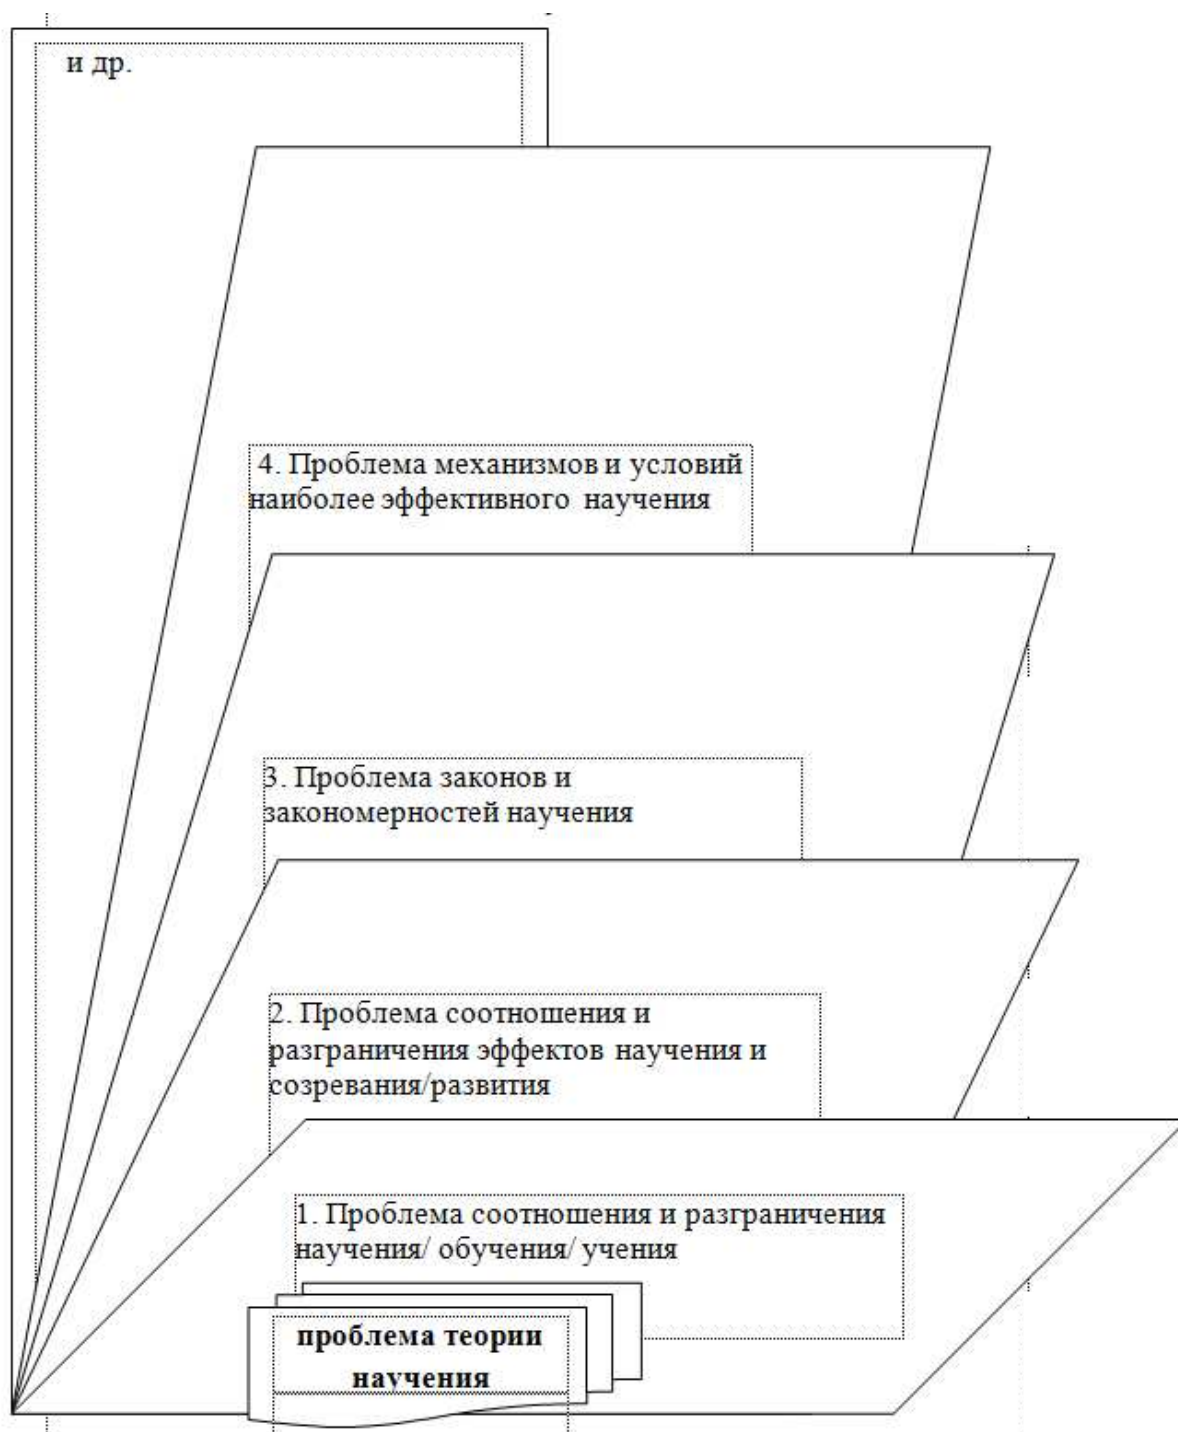 и др.
4. Проблема механизмов и условий
наиболее эффективного научения
3. Проблема законов и
закономерностей научения
2. Проблема соотношения и
разграничения эффектов научения и
созревания/развития
1. Проблема соотношения и разграничения
научения/ обучения/ учения
проблема теории
научения